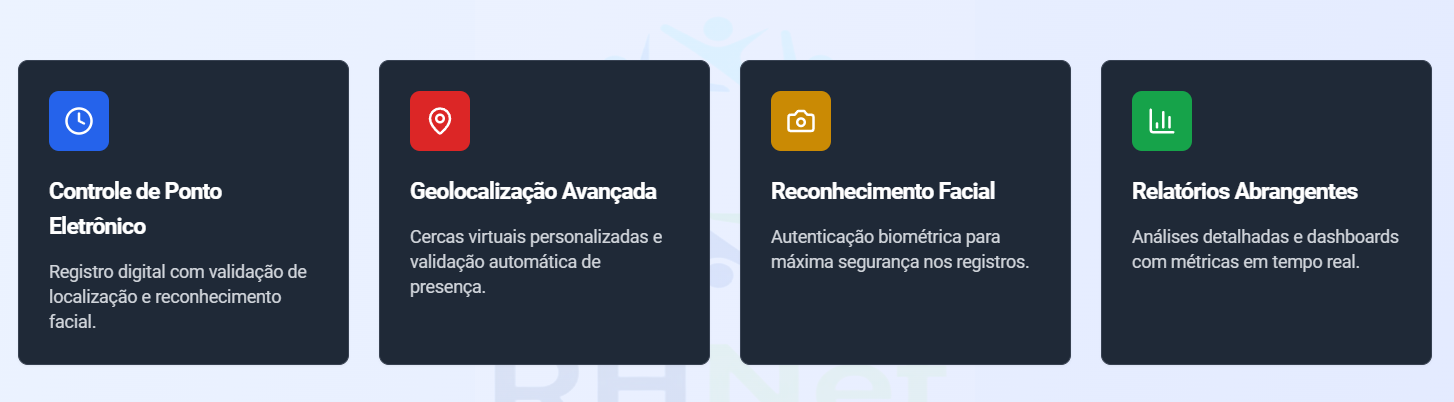 Controle de Ponto
Eletrônico
Registro digital com validação de
localização e reconhecimento
facial.
Geolocalização Avançada
Cercas virtuais personalizadas e
validação automática de
presença.
Reconhecimento Facial
Autenticação biométrica para
máxima segurança nos registros.
Relatórios Abrangentes
Análises detalhadas e dashboards
com métricas em tempo real.
RHNet